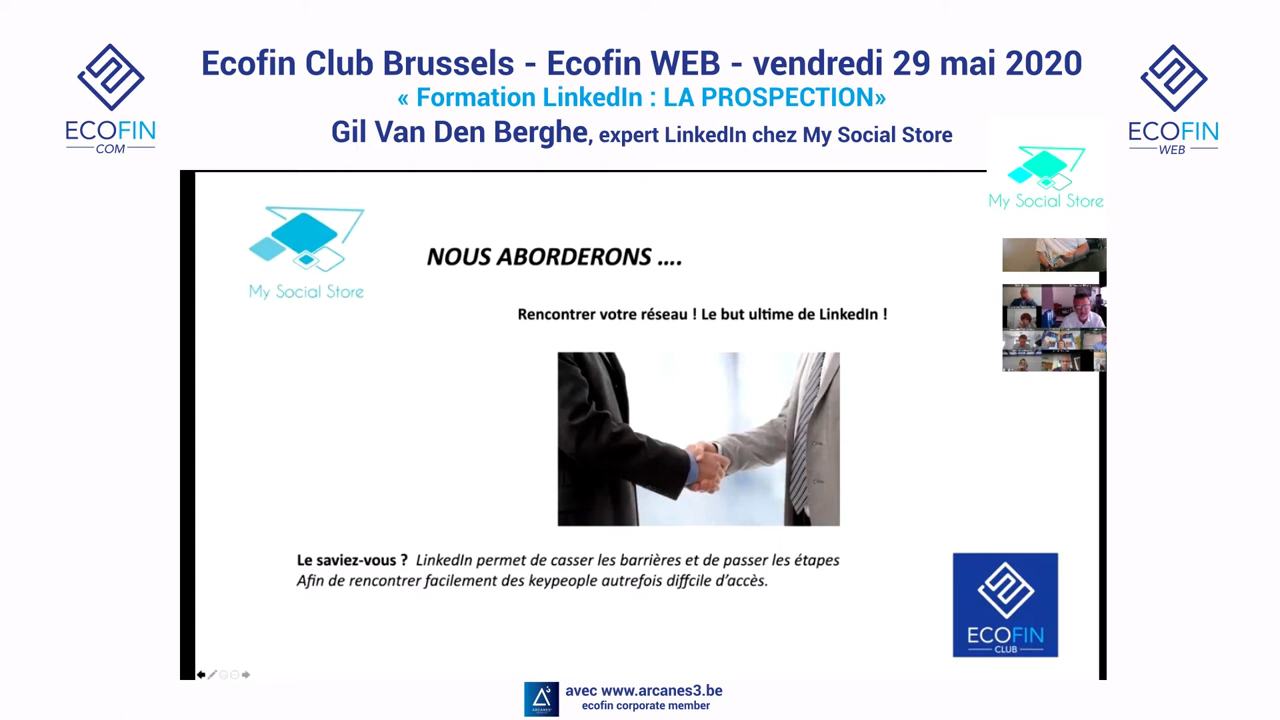 Ecofin Club Brussels - Ecofin WEB - vendredi 29 mai 2020
« Formation LinkedIn : LA PROSPECTION»
Gil Van Den Berghe, expert LinkedIn chez My Social Store
ECOFIN
COM
ECOFIN
WEB
My Social Store
My Social Store
NOUS ABORDERONS ....
Rencontrer votre réseau ! Le but ultime de LinkedIn !
Le saviez-vous ? LinkedIn permet de casser les barrières et de passer les étapes
Afin de rencontrer facilement des keypeople autrefois diffcile d'accès.
ECOFIN
CLUB
ARCANES
avec www.arcanes3.be
ecofin corporate member